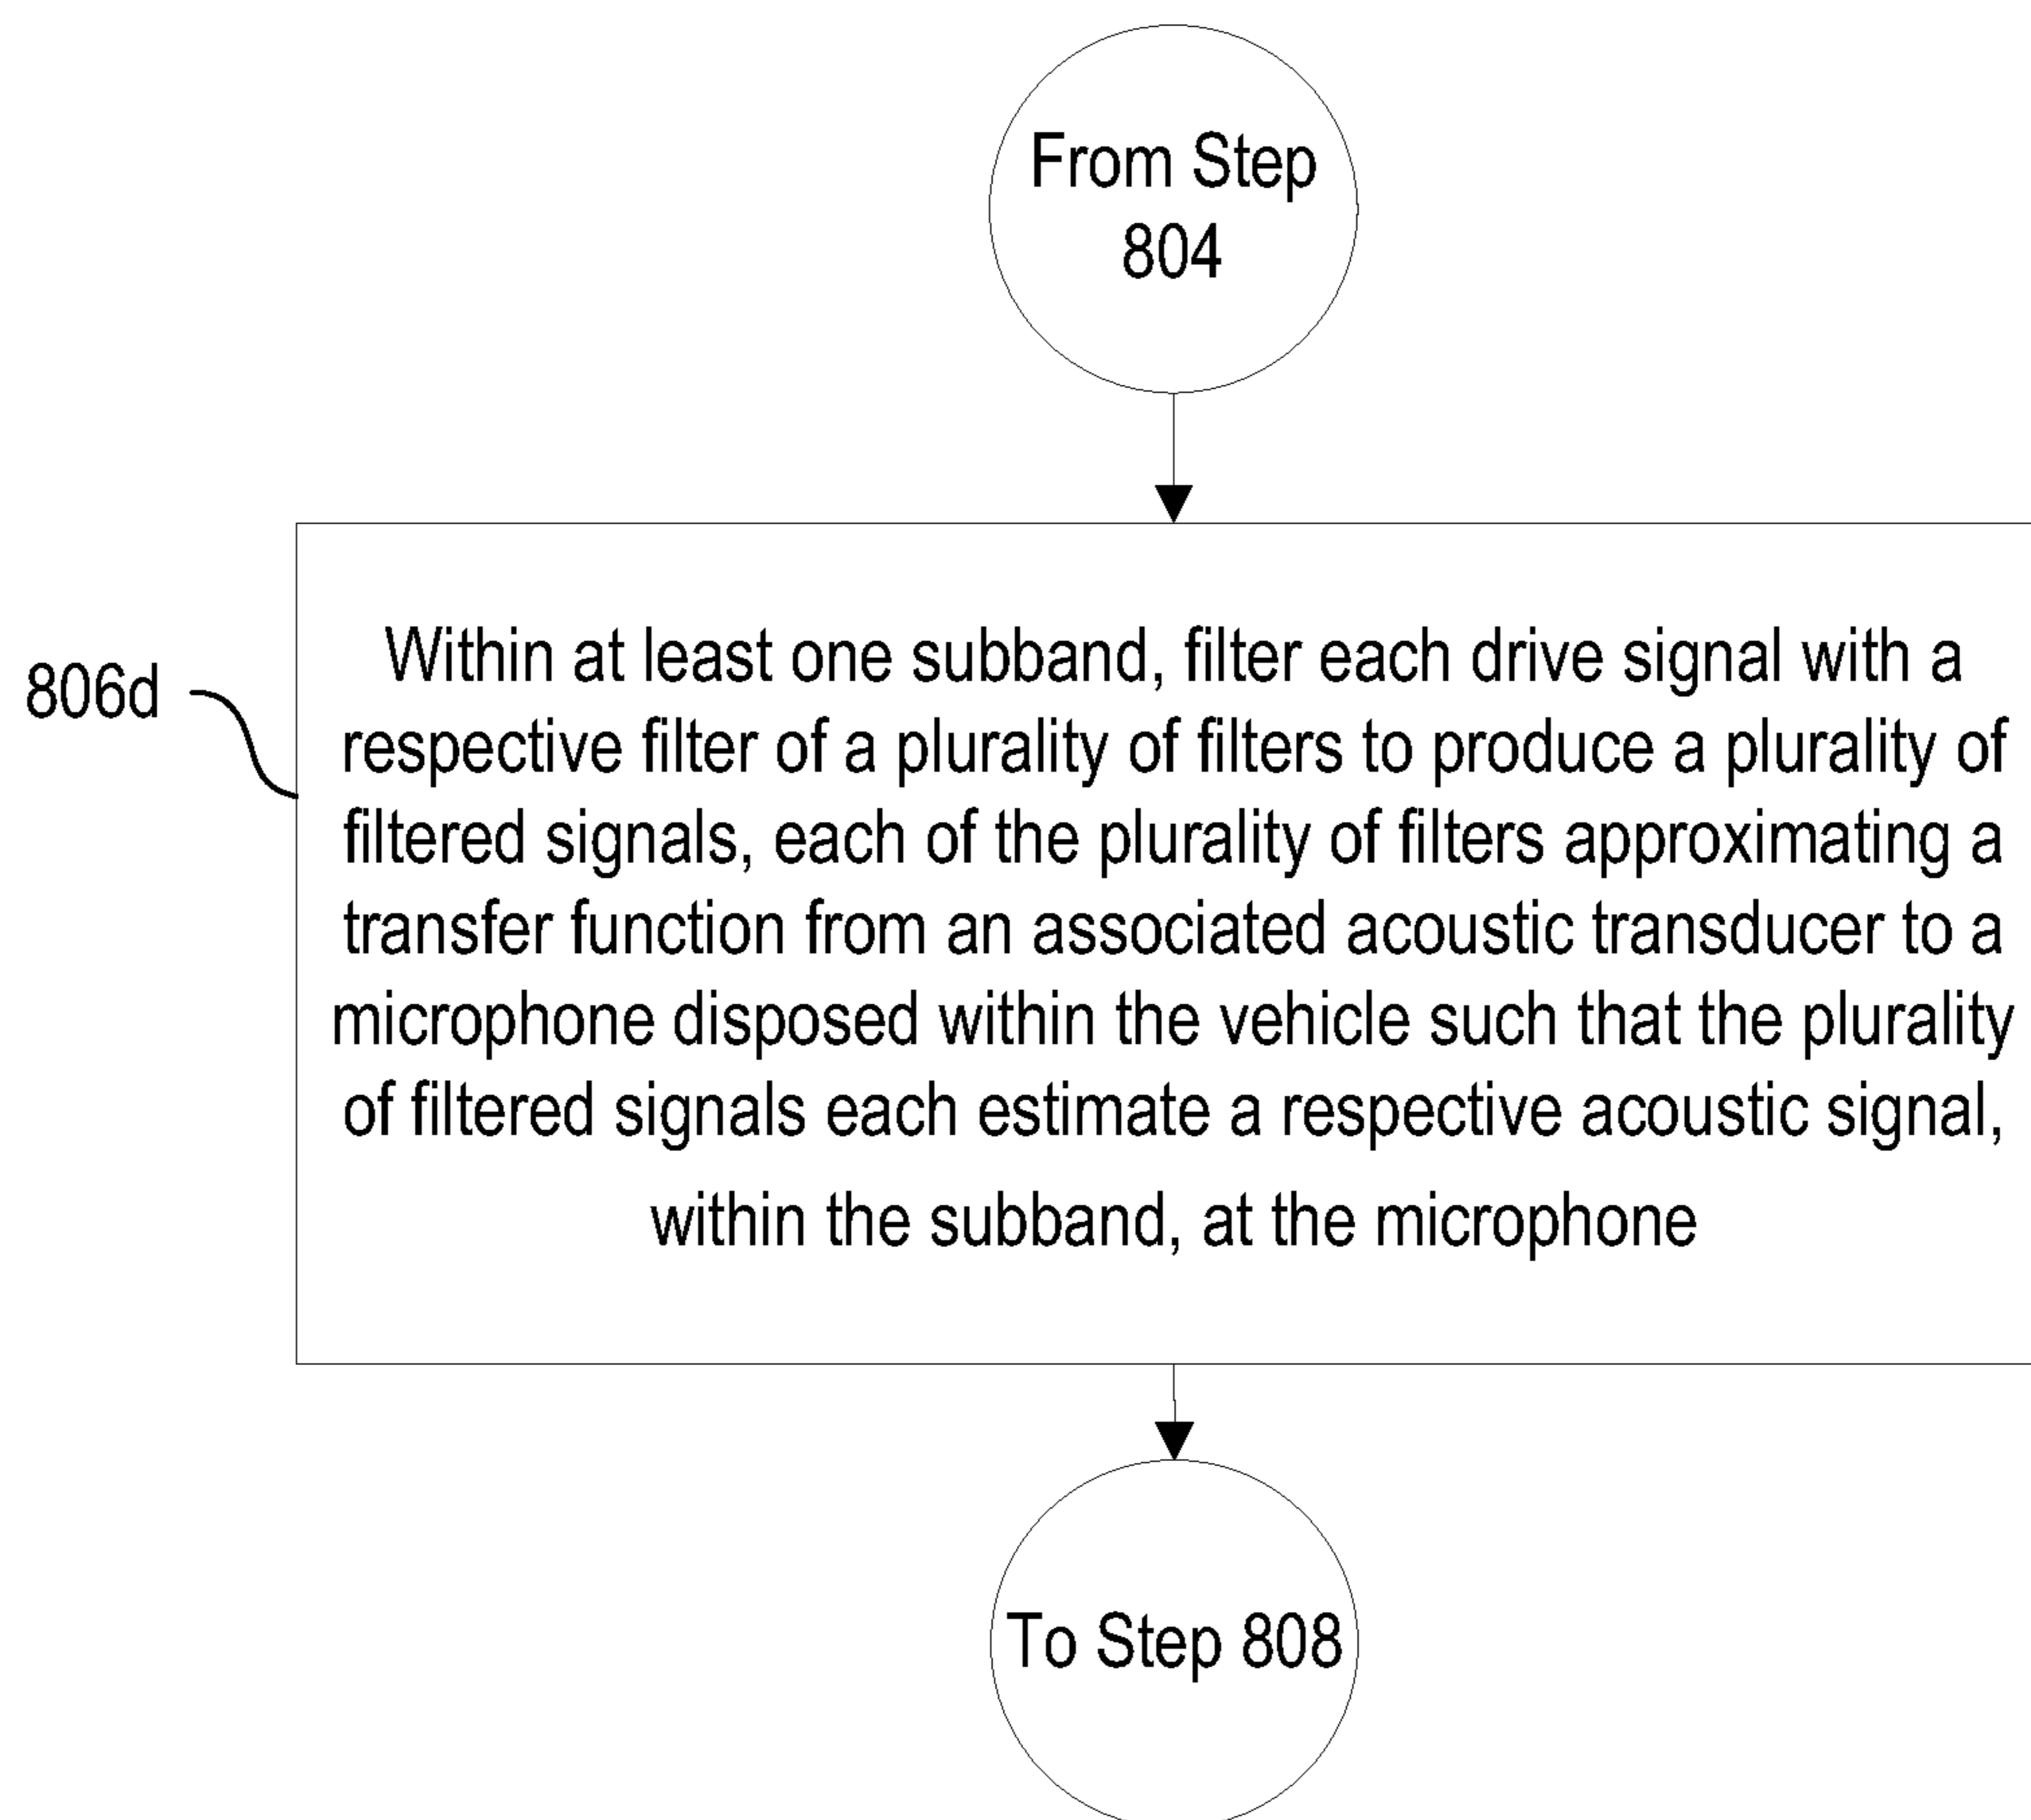 From Step
804
806d
Within at least one subband, filter each drive signal with a
respective filter of a plurality of filters to produce a plurality of
filtered signals, each of the plurality of filters approximating a
transfer function from an associated acoustic transducer to a
microphone disposed within the vehicle such that the plurality
of filtered signals each estimate a respective acoustic signal,
within the subband, at the microphone
To Step 808